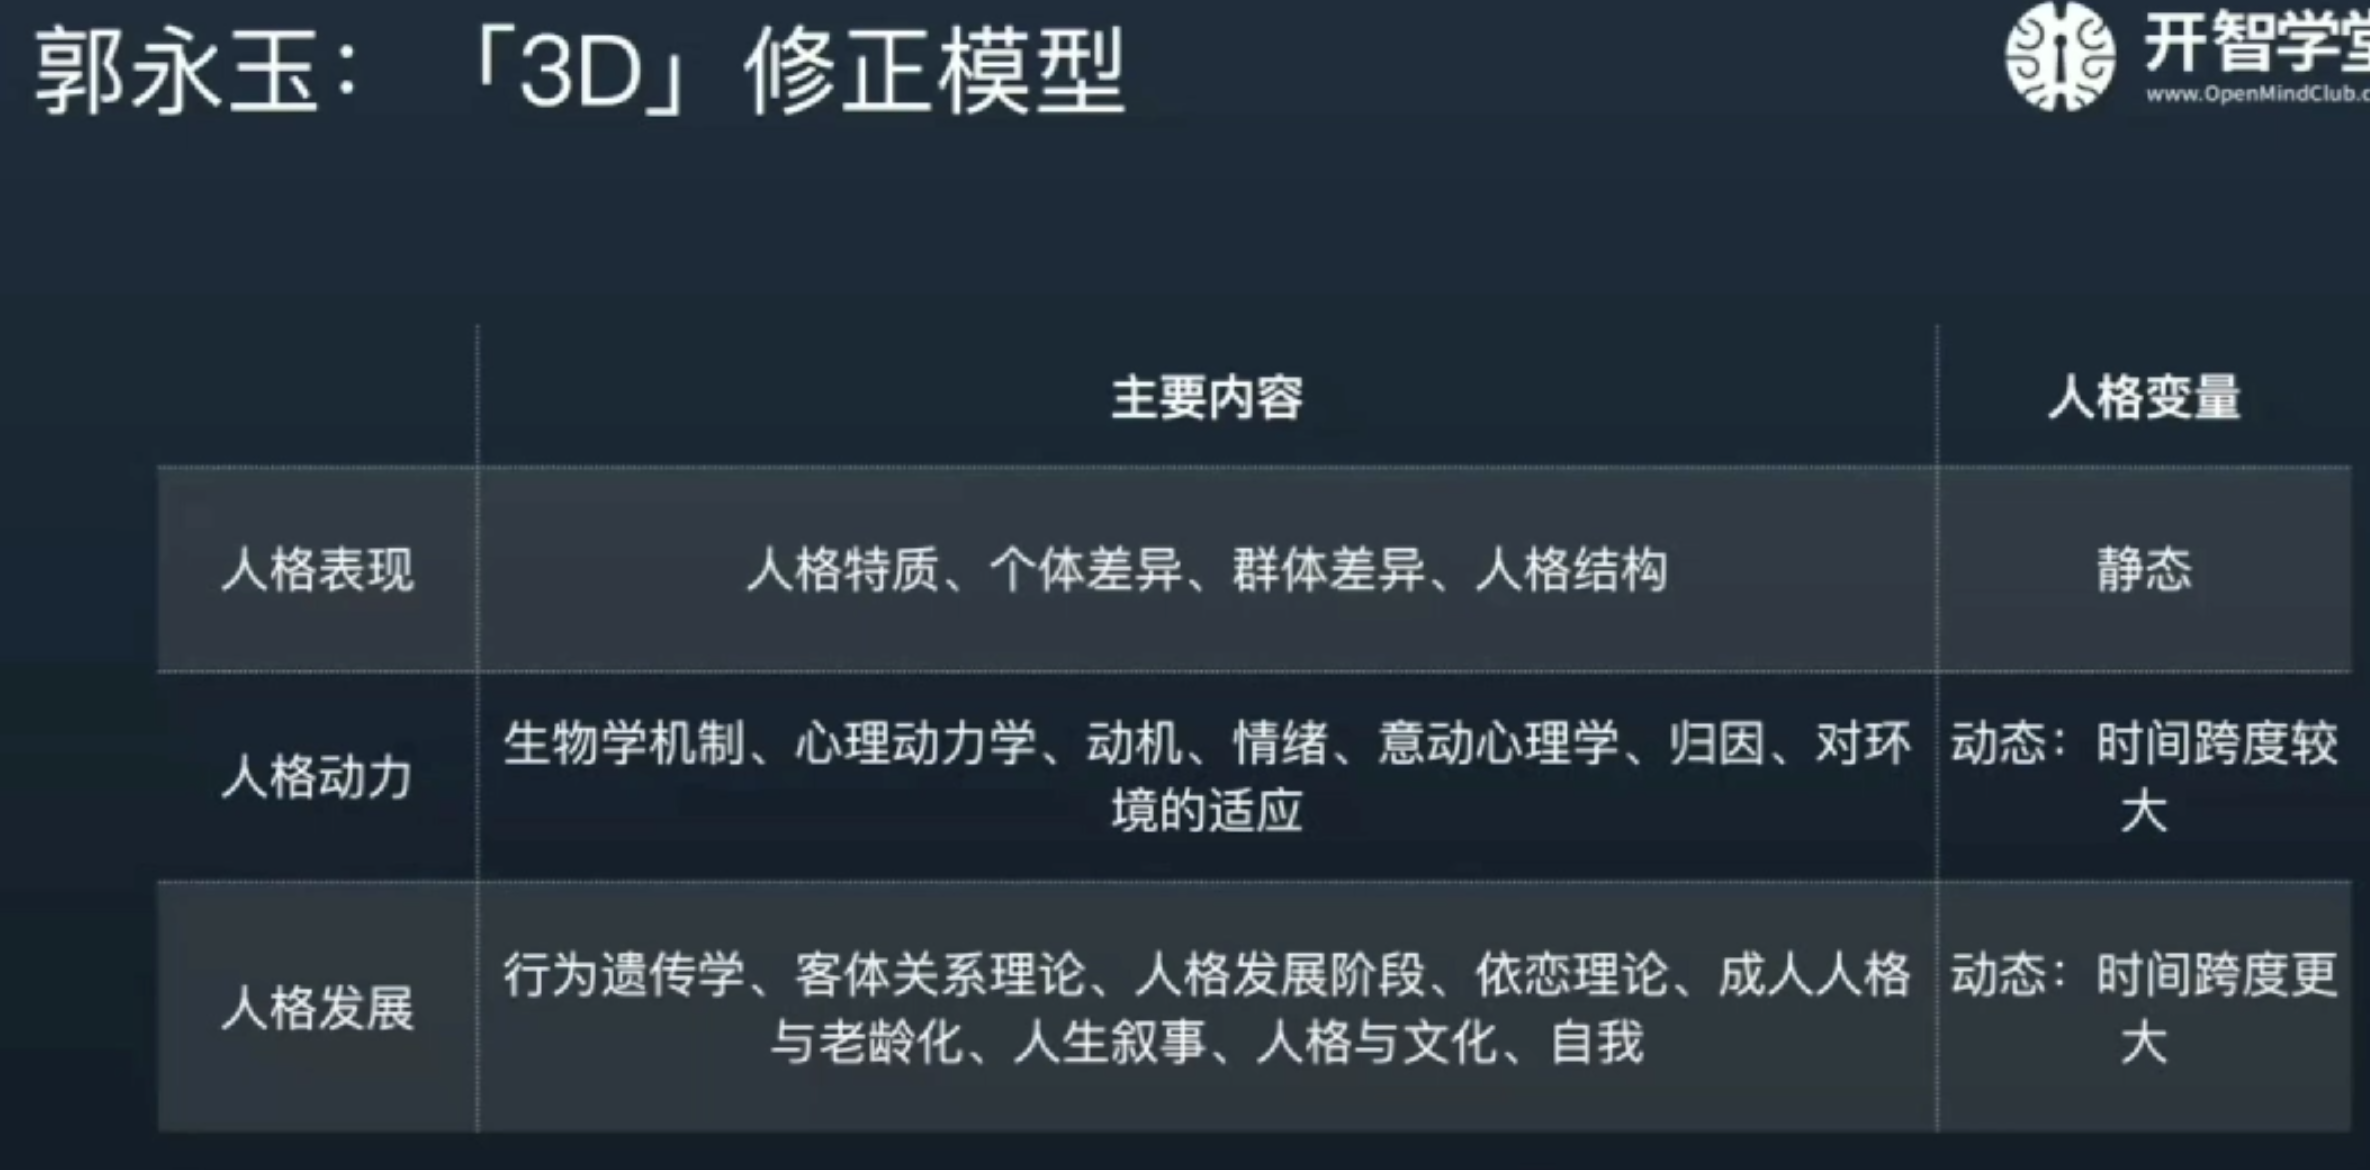 郭永玉：「3D」修正模型
开智学堂
www.OpenMindClub.c
主要内容
人格变量
人格表现
人格特质、个体差异、群体差异、人格结构
静态
人格动力
生物学机制、心理动力学、动机、情绪、意动心理学、归因、对环
境的适应
动态：时间跨度较
大
人格发展
行为遗传学、客体关系理论、人格发展阶段、依恋理论、成人人格
与老龄化、人生叙事、人格与文化、自我
动态：时间跨度更
大